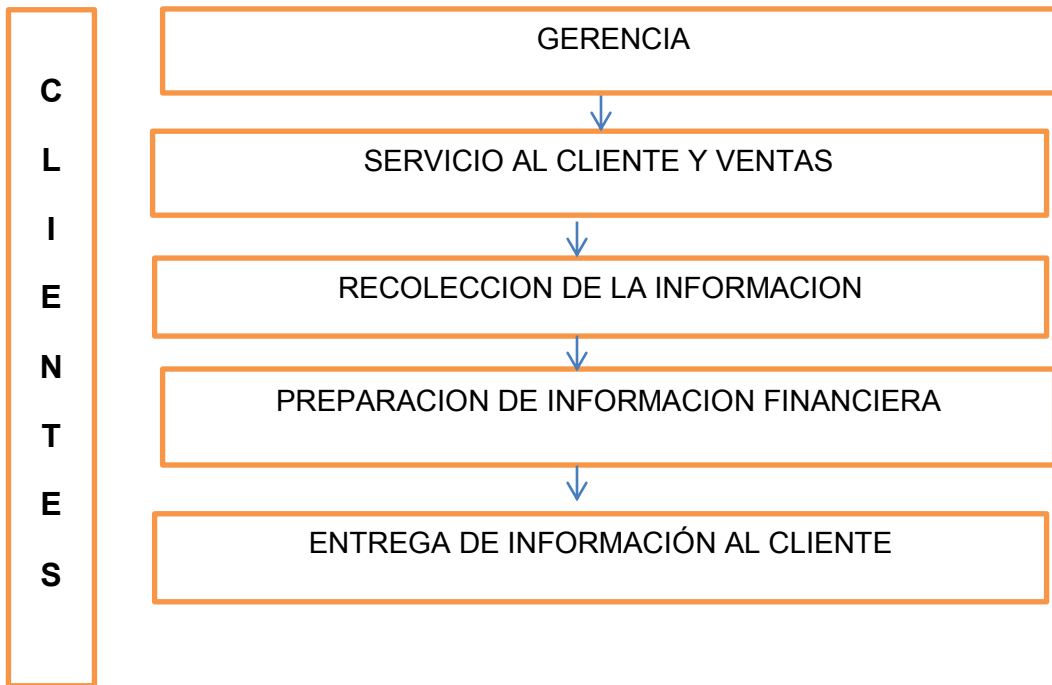 C
L
I
E
N
T
E
S
GERENCIA
SERVICIO AL CLIENTE Y VENTAS
RECOLECCION DE LA INFORMACION
PREPARACION DE INFORMACION FINANCIERA
ENTREGA DE INFORMACIÓN AL CLIENTE